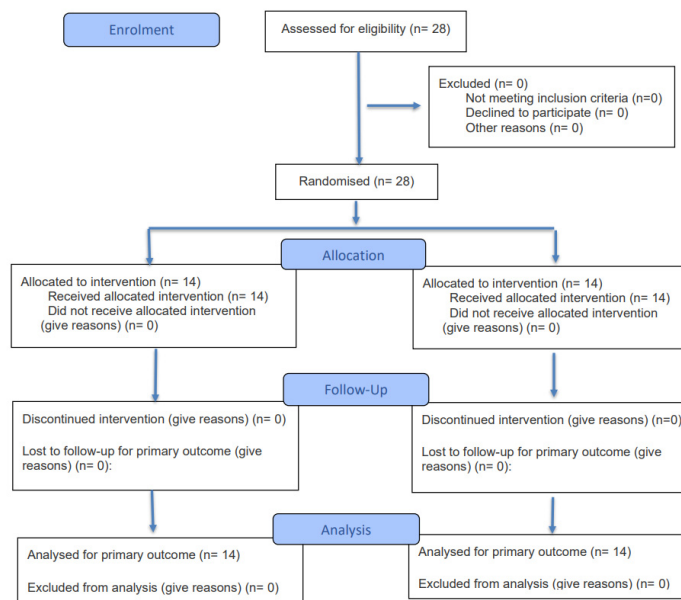 Enrolment
Assessed for eligibility (n= 28)
Excluded (n= 0)
Not meeting inclusion criteria (n=0)
Declined to participate (n= 0)
Other reasons (n= 0)
Randomised (n= 28)
Allocation
Allocated to intervention (n= 14)
Received allocated intervention (n= 14)
Did not receive allocated intervention
(give reasons) (n= 0)
Allocated to intervention (n= 14)
Received allocated intervention (n= 14)
Did not receive allocated intervention
(give reasons) (n= 0)
Follow-Up
Discontinued intervention (give reasons) (n= 0)
Lost to follow-up for primary outcome (give
reasons) (n= 0):
Discontinued intervention (give reasons) (n=0)
Lost to follow-up for primary outcome (give
reasons) (n= 0):
Analysis
Analysed for primary outcome (n= 14)
Excluded from analysis (give reasons) (n= 0)
Analysed for primary outcome (n= 14)
Excluded from analysis (give reasons) (n= 0)